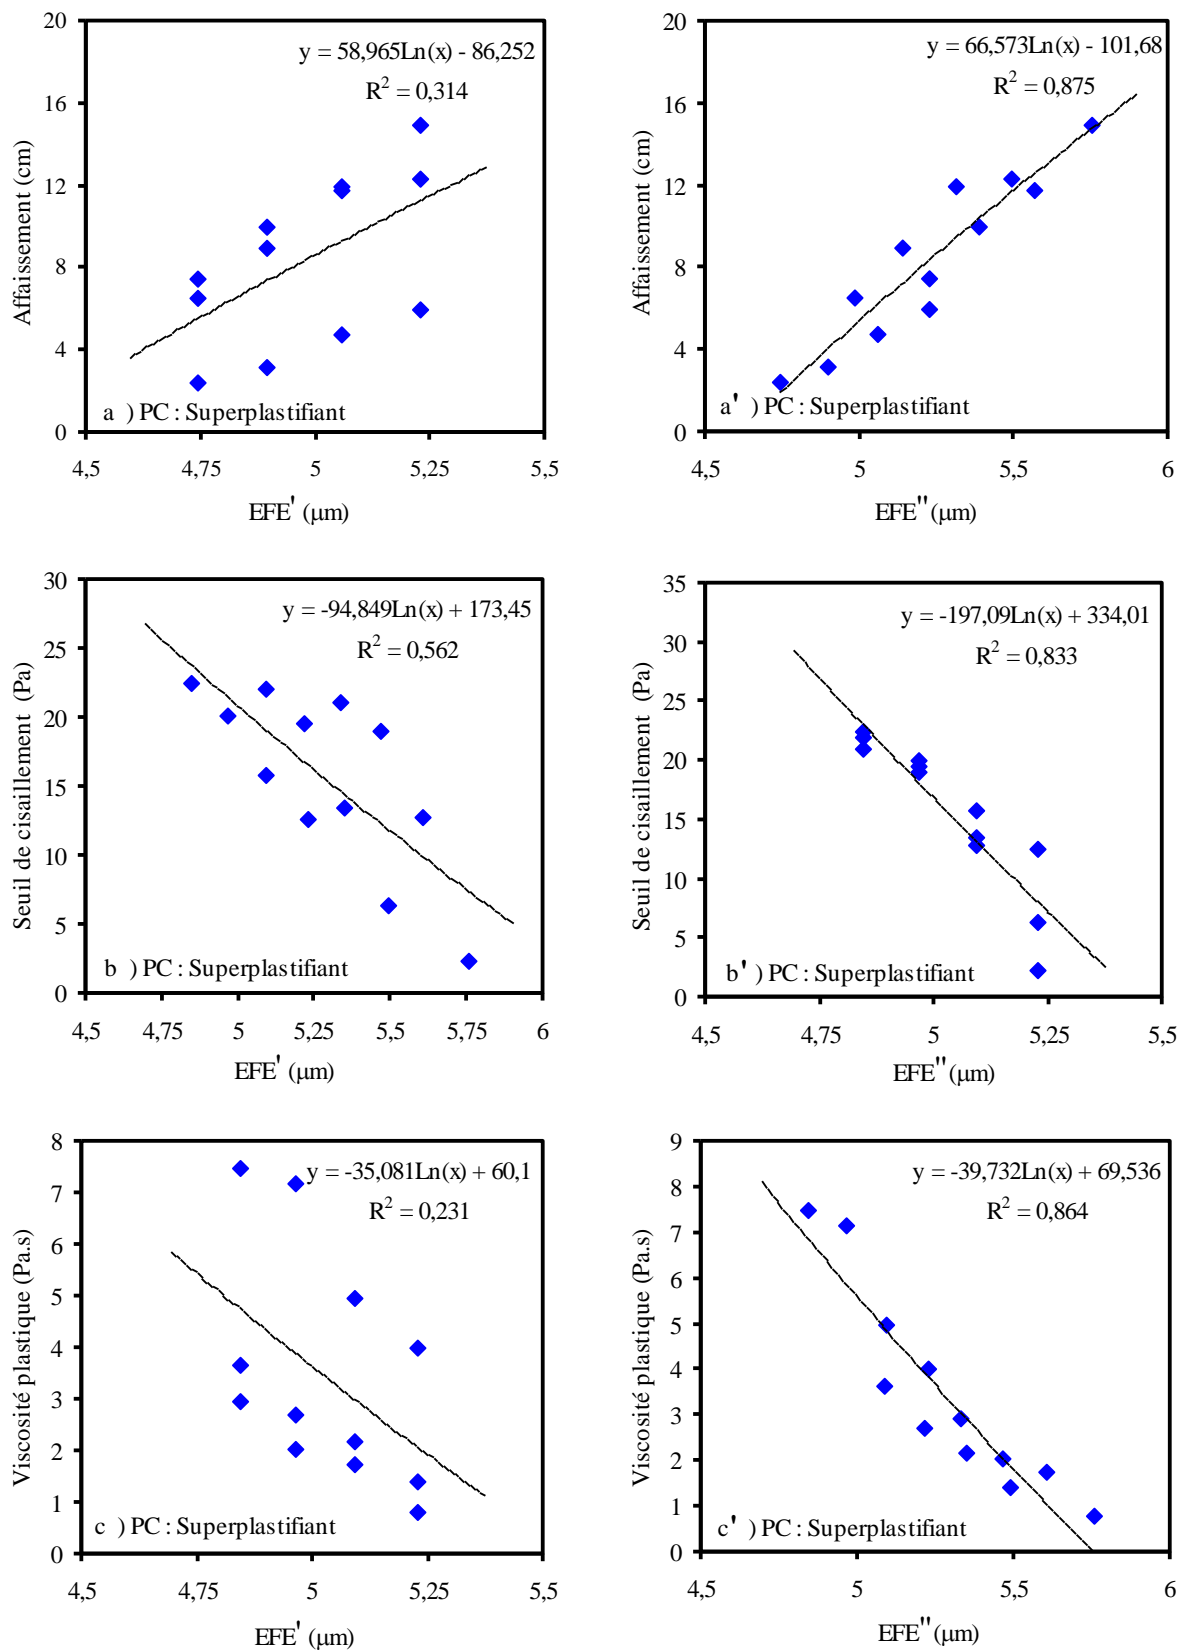 20
16
12
8
4
0
Affaissement (cm)
y = 58,965Ln(x) - 86,252
R² = 0,314
a ) PC : Superplastifiant
4,5 4,75 5 5,25 5,5
EFE' (μm)
20
16
12
8
4
0
Affaissement (cm)
y = 66,573Ln(x) - 101,68
R² = 0,875
a' ) PC : Superplastifiant
4,5 5 5,5 6
EFE'' (μm)
30
25
20
15
10
5
0
Seuil de cisaillement (Pa)
y = -94,849Ln(x) + 173,45
R² = 0,562
b ) PC : Superplastifiant
4,5 4,75 5 5,25 5,5 5,75 6
EFE' (μm)
35
30
25
20
15
10
5
0
Seuil de cisaillement (Pa)
y = -197,09Ln(x) + 334,01
R² = 0,833
b' ) PC : Superplastifiant
4,5 4,75 5 5,25 5,5
EFE'' (μm)
8
7
6
5
4
3
2
1
0
Viscosité plastique (Pa.s)
y = -35,081Ln(x) + 60,1
R² = 0,231
c ) PC : Superplastifiant
4,5 4,75 5 5,25 5,5
EFE' (μm)
9
8
7
6
5
4
3
2
1
0
Viscosité plastique (Pa.s)
y = -39,732Ln(x) + 69,536
R² = 0,864
c' ) PC : Superplastifiant
4,5 5 5,5 6
EFE'' (μm)